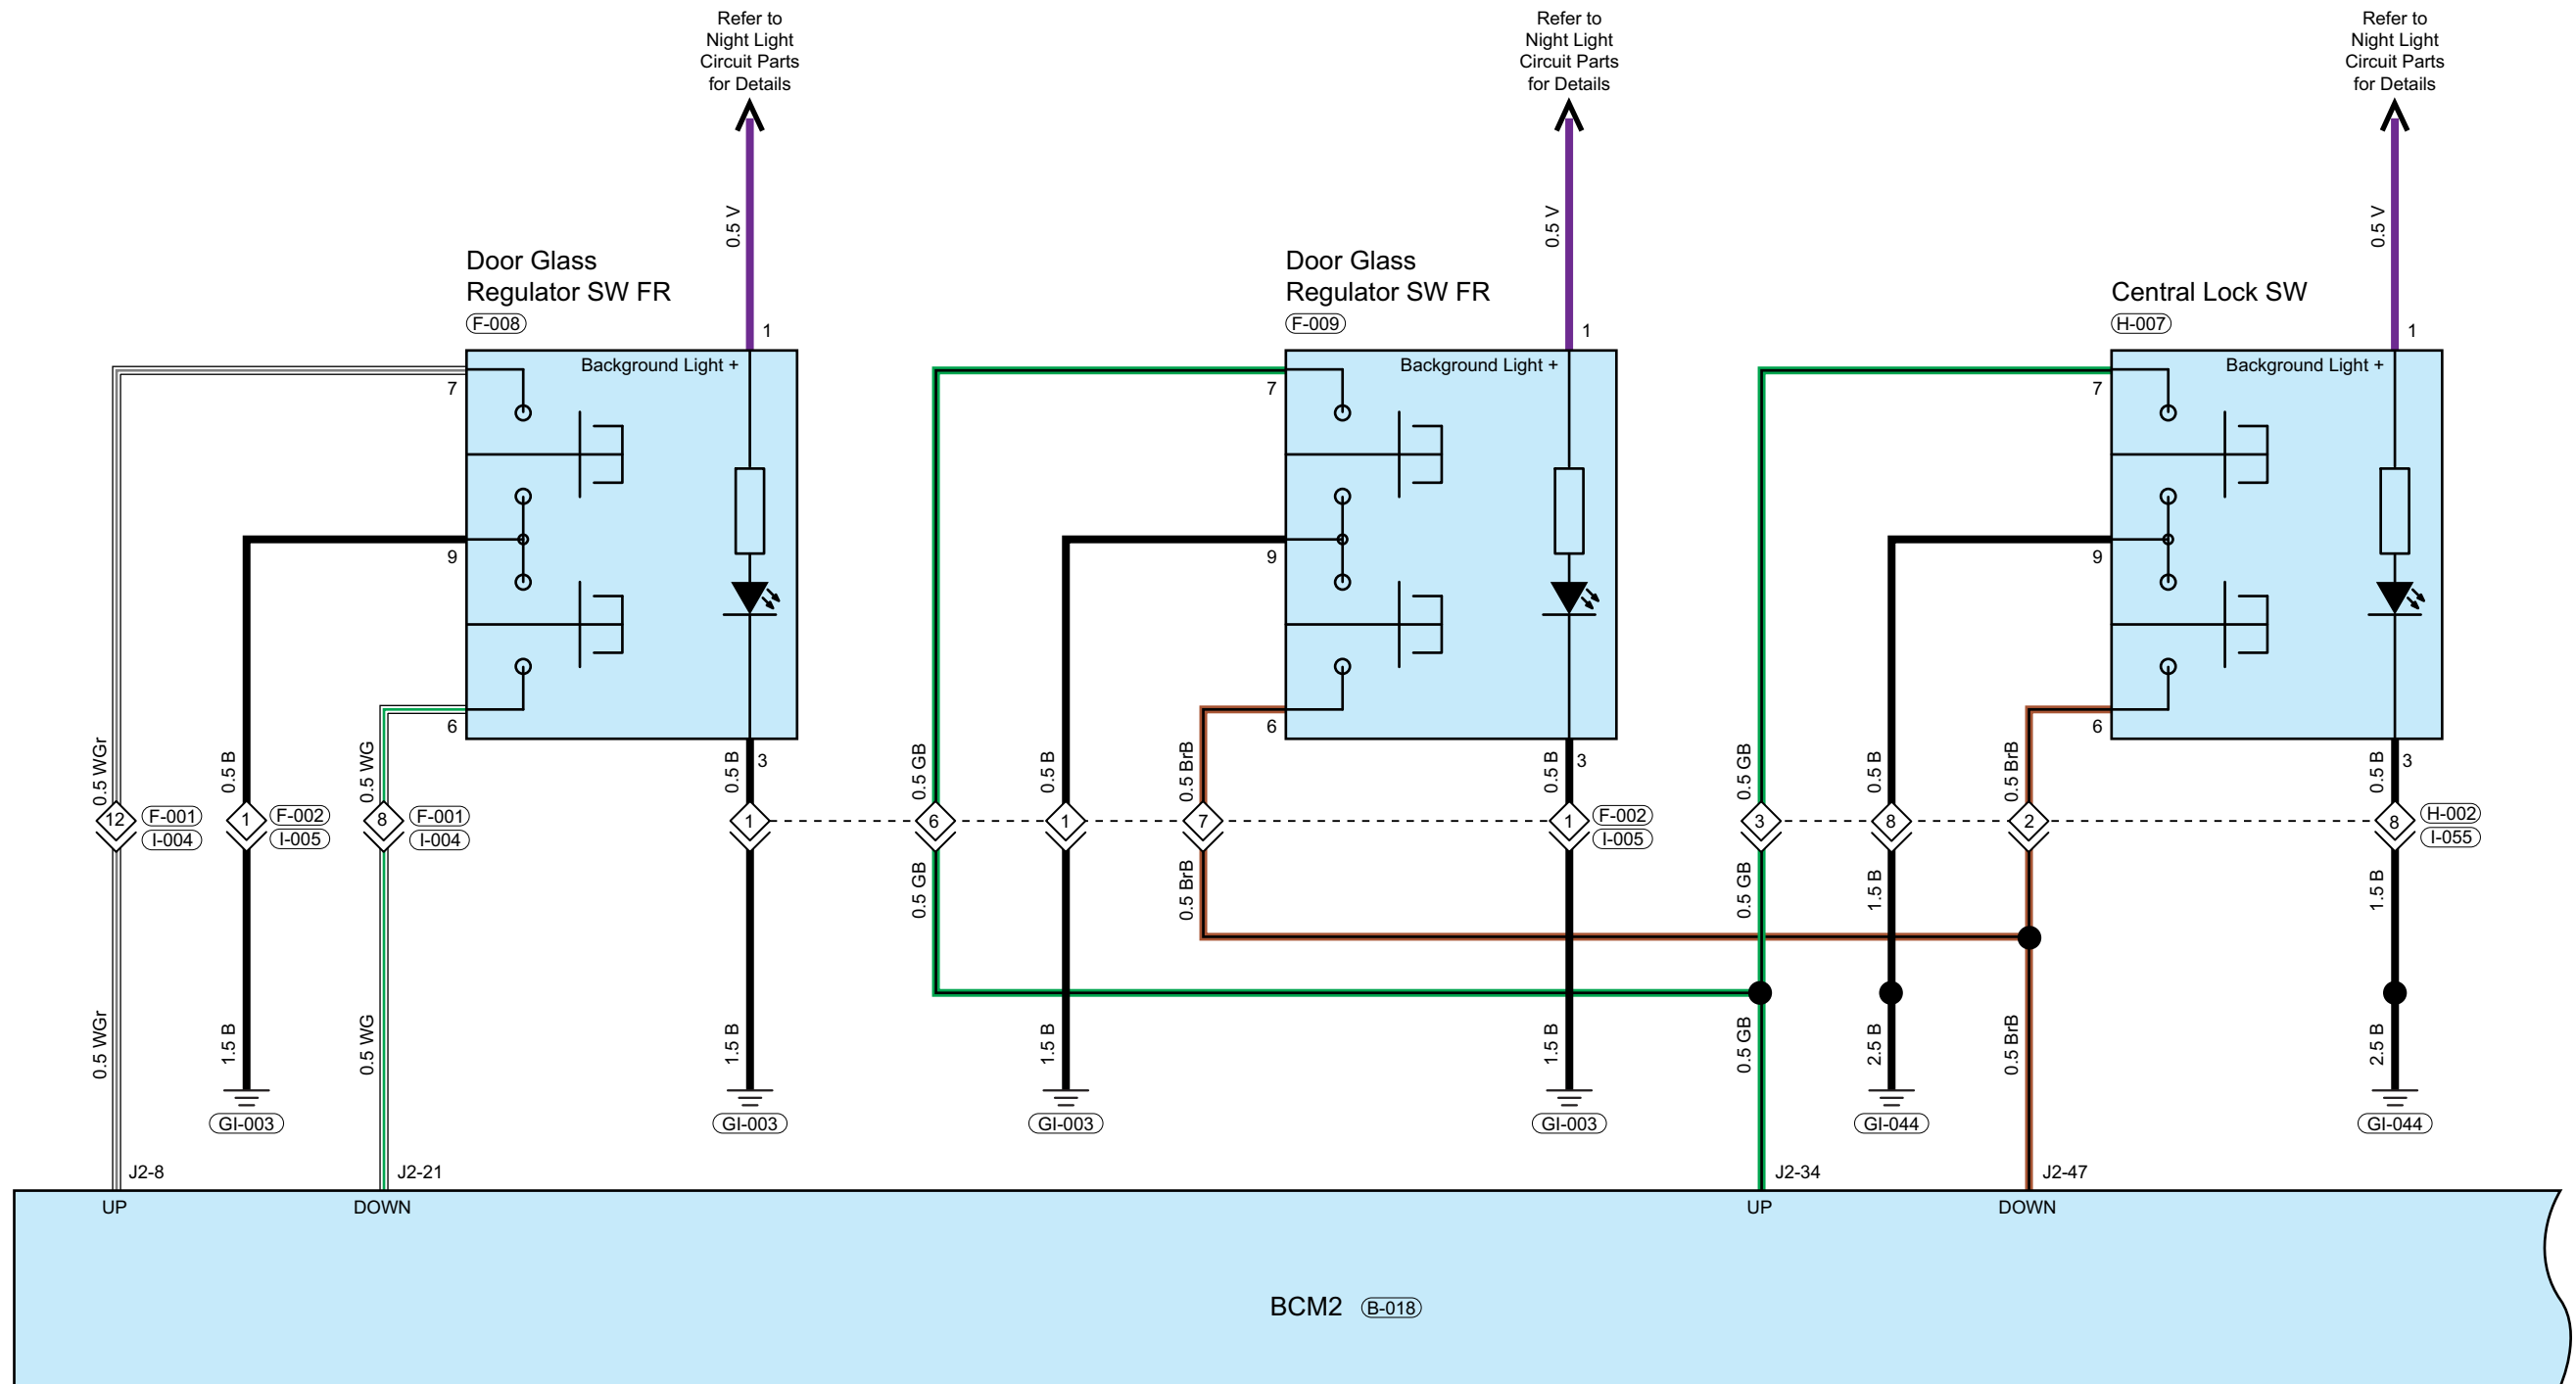 Refer to
Night Light
Circuit Parts
for Details
Refer to
Night Light
Circuit Parts
for Details
Refer to
Night Light
Circuit Parts
for Details
0.5 V
0.5 V
0.5 V
Door Glass
Regulator SW FR
F-008
1
Door Glass
Regulator SW FR
F-009
1
Central Lock SW
H-007
1
Background Light +
7
9
6
3
Background Light +
7
9
6
3
Background Light +
7
9
6
3
0.5 WGr
0.5 B
0.5 WG
0.5 B
0.5 GB
0.5 B
0.5 BrB
0.5 B
0.5 GB
0.5 B
0.5 BrB
0.5 B
12
F-001
I-004
1
F-002
I-005
8
F-001
I-004
1
6
1
7
1
F-002
I-005
3
8
2
8
H-002
I-055
0.5 GB
0.5 BrB
0.5 GB
1.5 B
1.5 B
0.5 WGr
1.5 B
0.5 WG
1.5 B
1.5 B
1.5 B
0.5 GB
2.5 B
0.5 BrB
2.5 B
GI-003
GI-003
GI-003
GI-003
GI-044
GI-044
J2-8
J2-21
J2-34
J2-47
UP
DOWN
UP
DOWN
BCM2 B-018